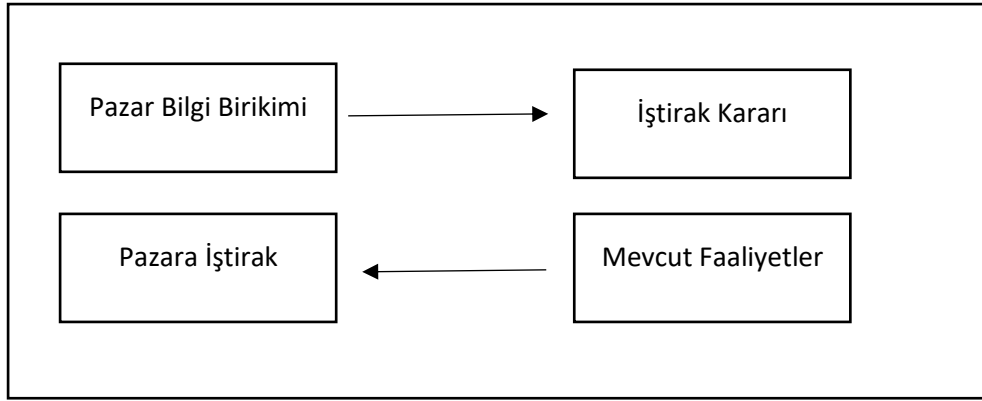 Pazar Bilgi Birikimi
İştirak Kararı
Pazara İştirak
Mevcut Faaliyetler